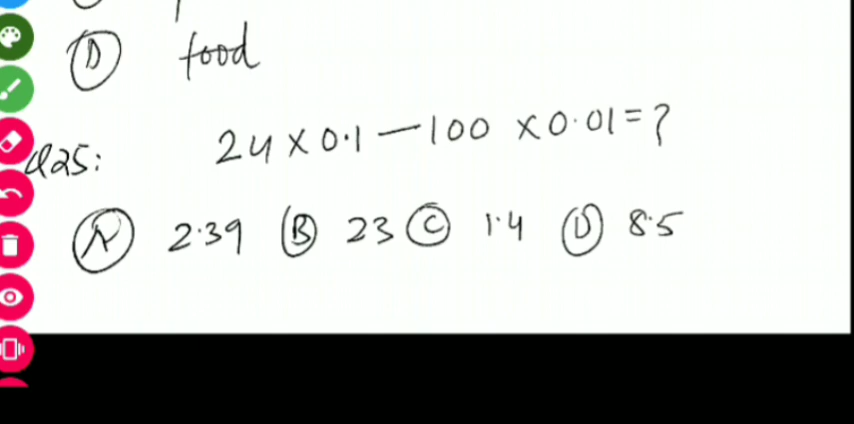 (D) food
Q25: 24 × 0.1 — 100 × 0.01 = ?
(A) 2.39 (B) 23 (C) 1.4 (D) 8.5